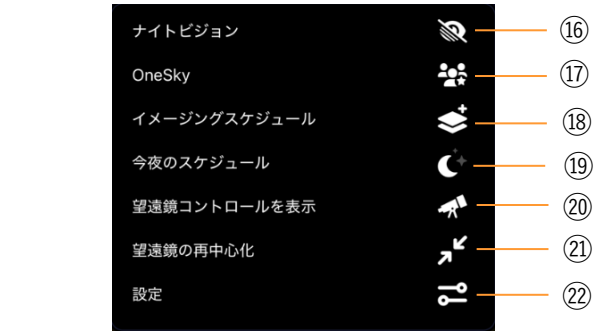 ナイトビジョン ⑯
OneSky ⑰
イメージングスケジュール ⑱
今夜のスケジュール ⑲
望遠鏡コントロールを表示 ⑳
望遠鏡の再中心化 ㉑
設定 ㉒